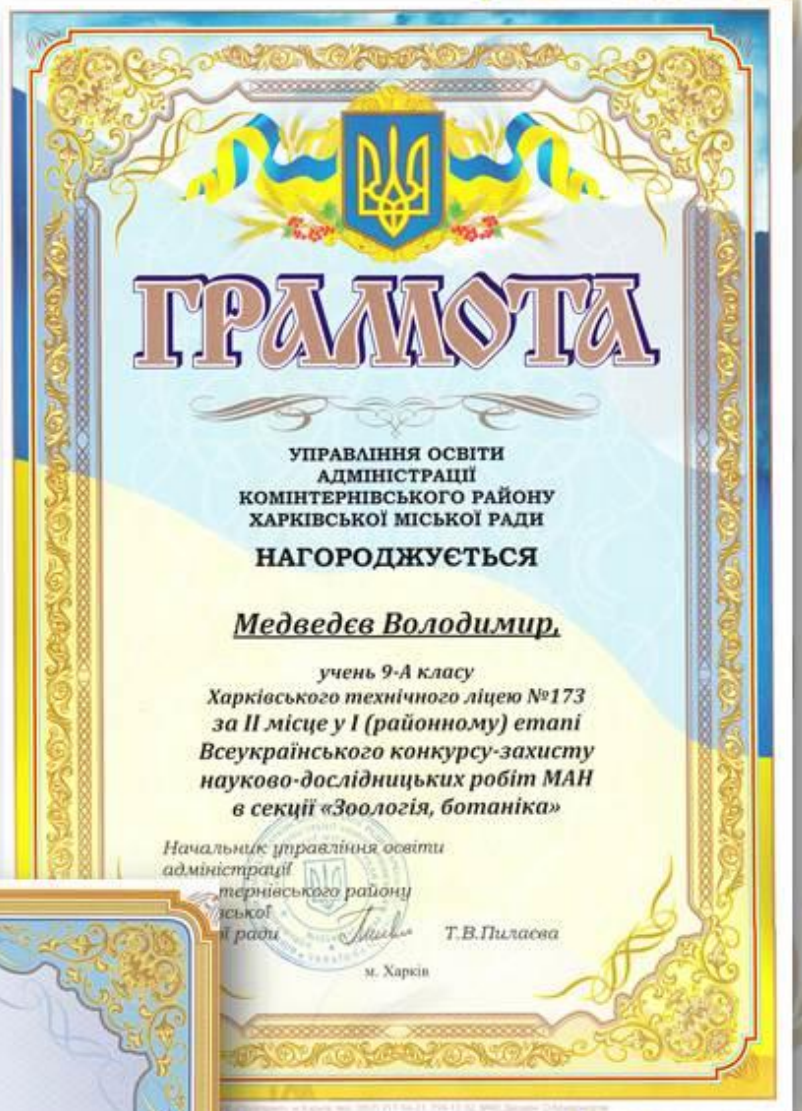 ГРАМОТА
УПРАВЛІННЯ ОСВІТИ
АДМІНІСТРАЦІЇ
КОМІНТЕРНІВСЬКОГО РАЙОНУ
ХАРКІВСЬКОЇ МІСЬКОЇ РАДИ
НАГОРОДЖУЄТЬСЯ
Медведєв Володимир,
учень 9-А класу
Харківського технічного ліцею №173
за II місце у І (районному) етапі
Всеукраїнського конкурсу-захисту
науково-дослідницьких робіт МАН
в секції «Зоологія, ботаніка»
Начальник управління освіти
адміністрації
тернівського району
ської
ради Т.В.Пилаєва
м. Харків